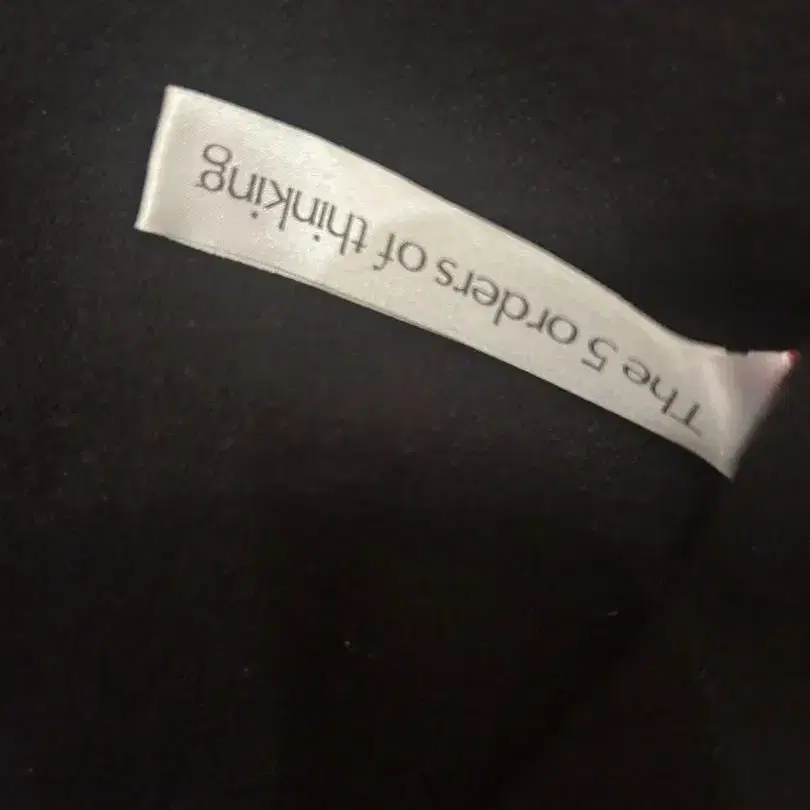 The 5 orders of thinking